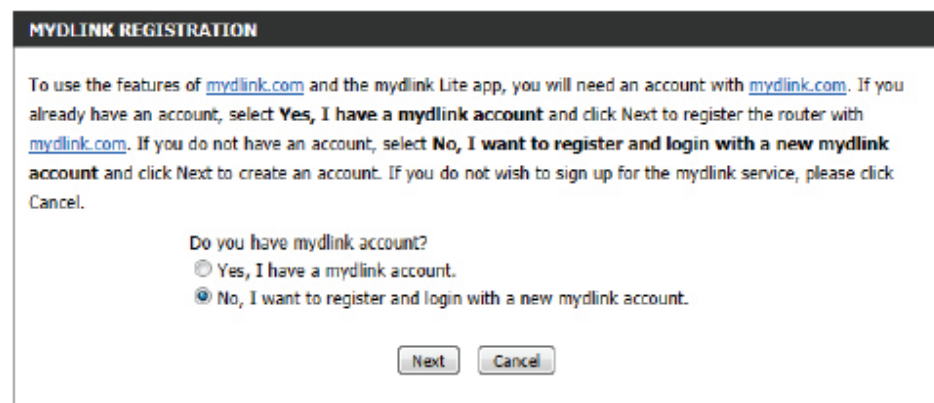 MYDLINK REGISTRATION
To use the features of mydlink.com and the mydlink Lite app, you will need an account with mydlink.com. If you
already have an account, select Yes, I have a mydlink account and click Next to register the router with
mydlink.com. If you do not have an account, select No, I want to register and login with a new mydlink
account and click Next to create an account. If you do not wish to sign up for the mydlink service, please click
Cancel.
Do you have mydlink account?
Yes, I have a mydlink account.
No, I want to register and login with a new mydlink account.
Next Cancel